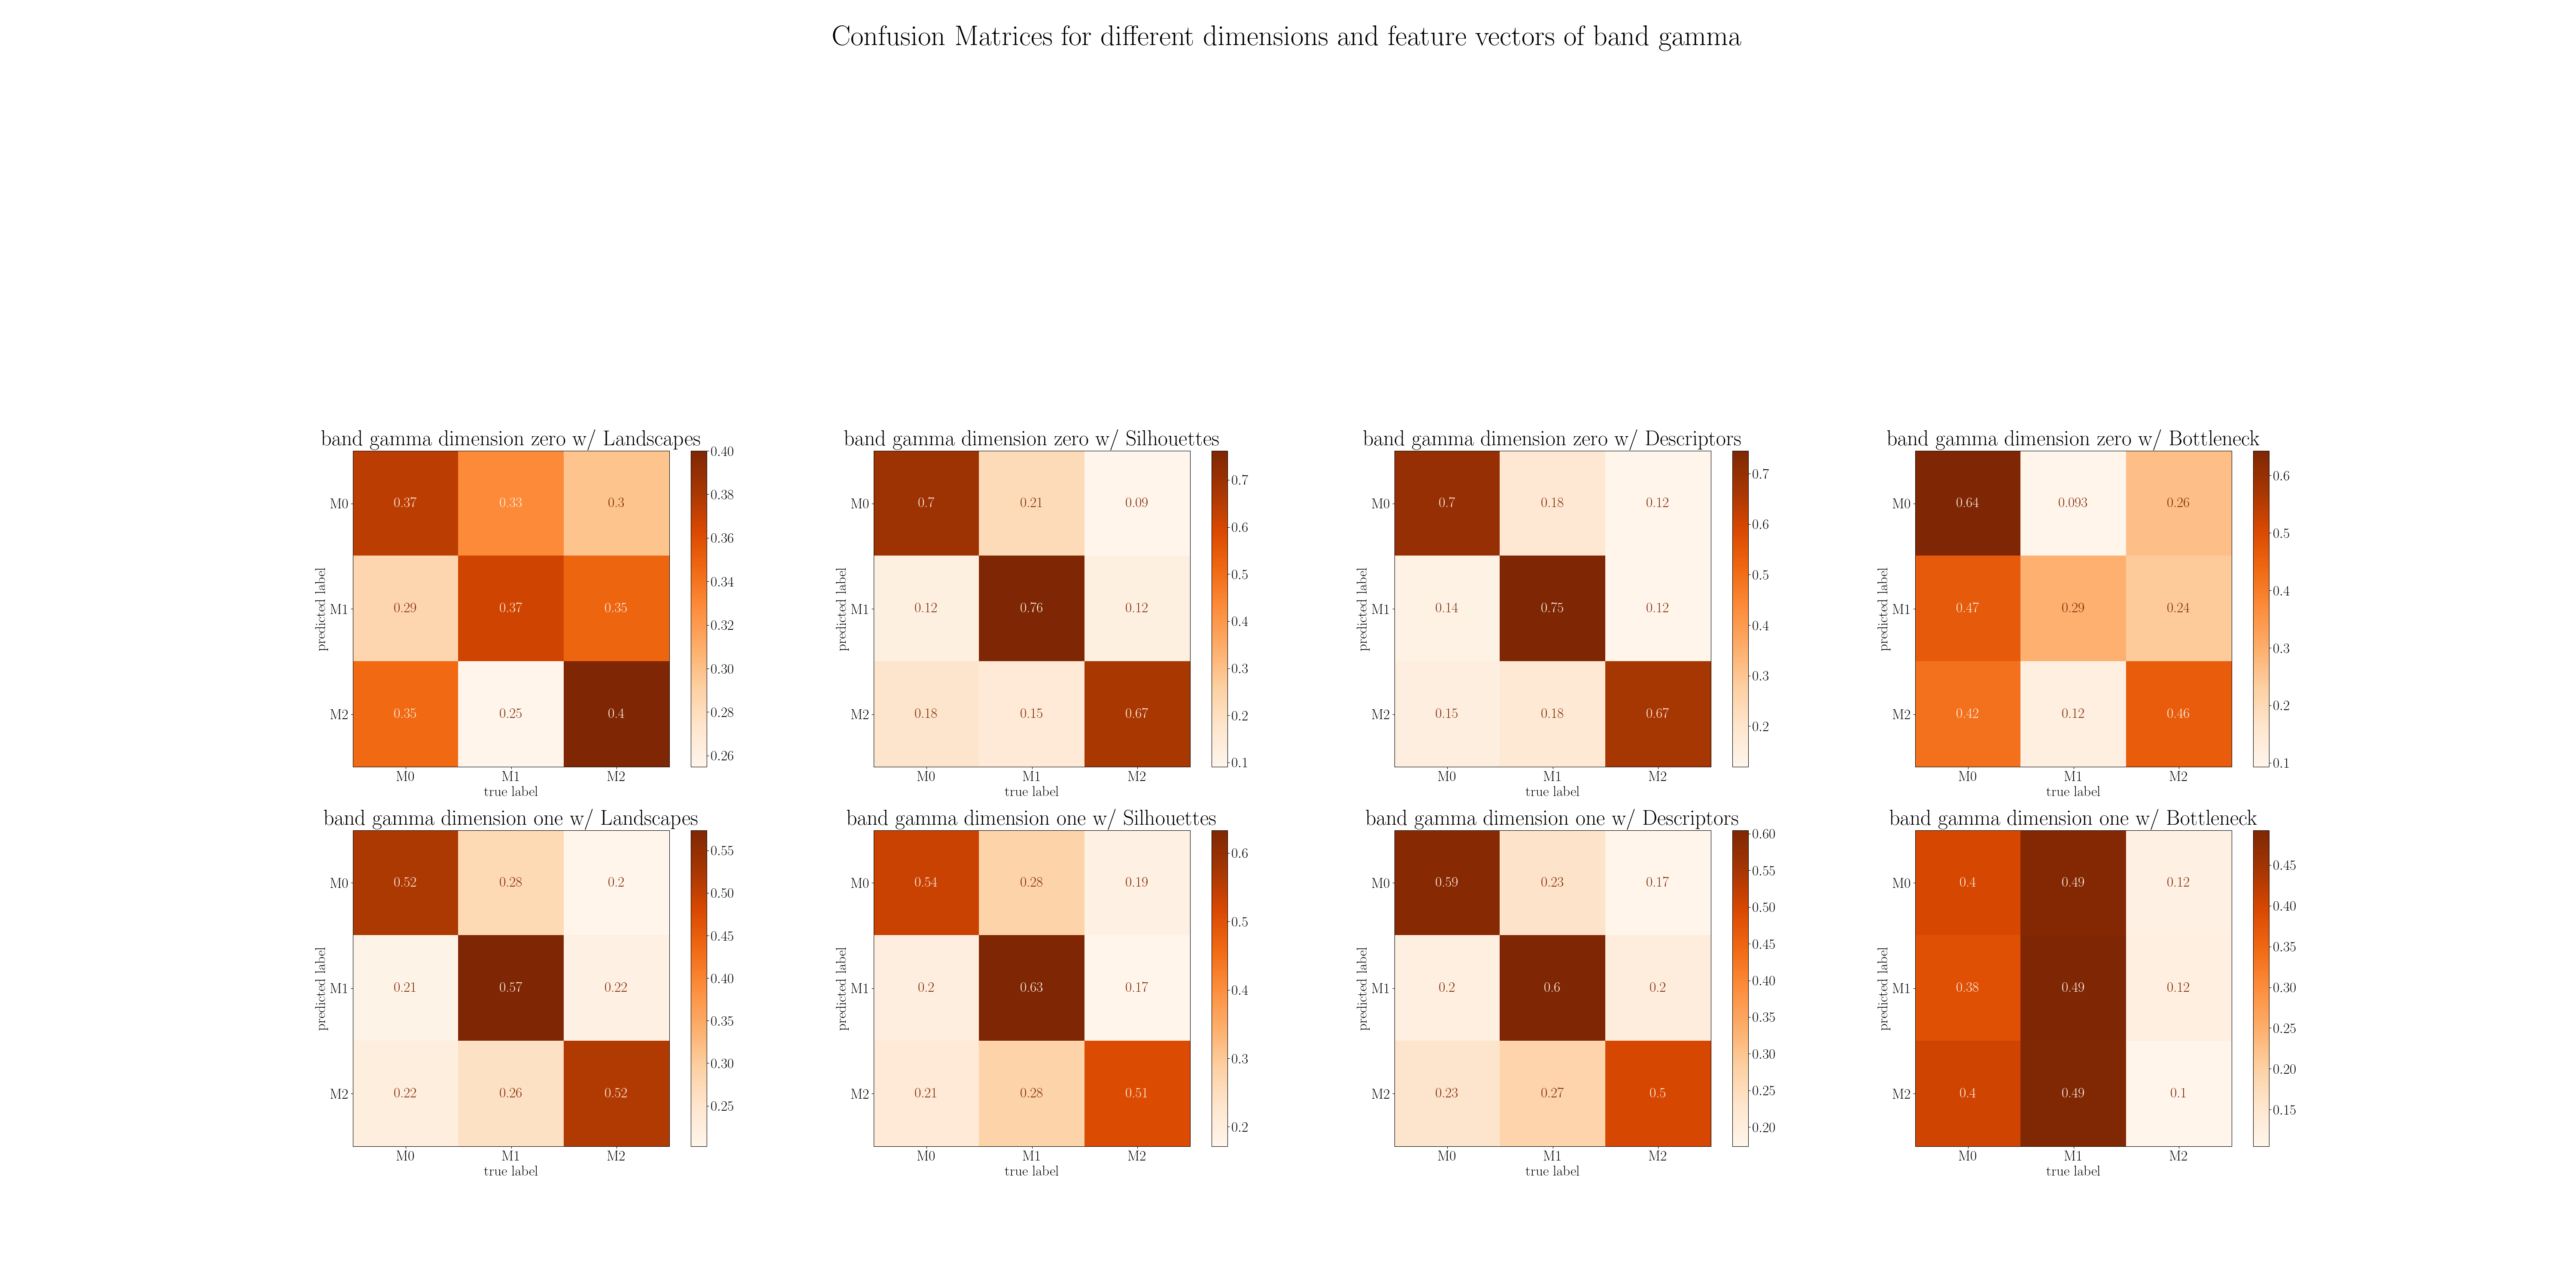 Confusion Matrices for different dimensions and feature vectors of band gamma
band gamma dimension zero w/ Landscapes
predicted label
M0 0.37 0.33 0.3
M1 0.29 0.37 0.35
M2 0.35 0.25 0.4
M0 M1 M2
true label
0.40
0.38
0.36
0.34
0.32
0.30
0.28
0.26
band gamma dimension zero w/ Silhouettes
predicted label
M0 0.7 0.21 0.09
M1 0.12 0.76 0.12
M2 0.18 0.15 0.67
M0 M1 M2
true label
0.7
0.6
0.5
0.4
0.3
0.2
0.1
band gamma dimension zero w/ Descriptors
predicted label
M0 0.7 0.18 0.12
M1 0.14 0.75 0.12
M2 0.15 0.18 0.67
M0 M1 M2
true label
0.7
0.6
0.5
0.4
0.3
0.2
band gamma dimension zero w/ Bottleneck
predicted label
M0 0.64 0.093 0.26
M1 0.47 0.29 0.24
M2 0.42 0.12 0.46
M0 M1 M2
true label
0.6
0.5
0.4
0.3
0.2
0.1
band gamma dimension one w/ Landscapes
predicted label
M0 0.52 0.28 0.2
M1 0.21 0.57 0.22
M2 0.22 0.26 0.52
M0 M1 M2
true label
0.55
0.50
0.45
0.40
0.35
0.30
0.25
band gamma dimension one w/ Silhouettes
predicted label
M0 0.54 0.28 0.19
M1 0.2 0.63 0.17
M2 0.21 0.28 0.51
M0 M1 M2
true label
0.6
0.5
0.4
0.3
0.2
band gamma dimension one w/ Descriptors
predicted label
M0 0.59 0.23 0.17
M1 0.2 0.6 0.2
M2 0.23 0.27 0.5
M0 M1 M2
true label
0.60
0.55
0.50
0.45
0.40
0.35
0.30
0.25
0.20
band gamma dimension one w/ Bottleneck
predicted label
M0 0.4 0.49 0.12
M1 0.38 0.49 0.12
M2 0.4 0.49 0.1
M0 M1 M2
true label
0.45
0.40
0.35
0.30
0.25
0.20
0.15